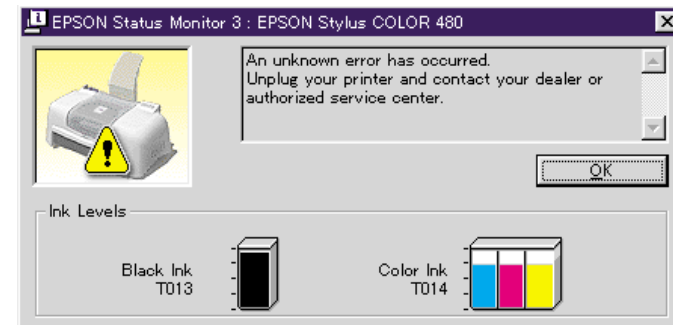 EPSON Status Monitor 3 : EPSON Stylus COLOR 480
An unknown error has occurred.
Unplug your printer and contact your dealer or
authorized service center.
OK
Ink Levels
Black Ink
T013
Color Ink
T014